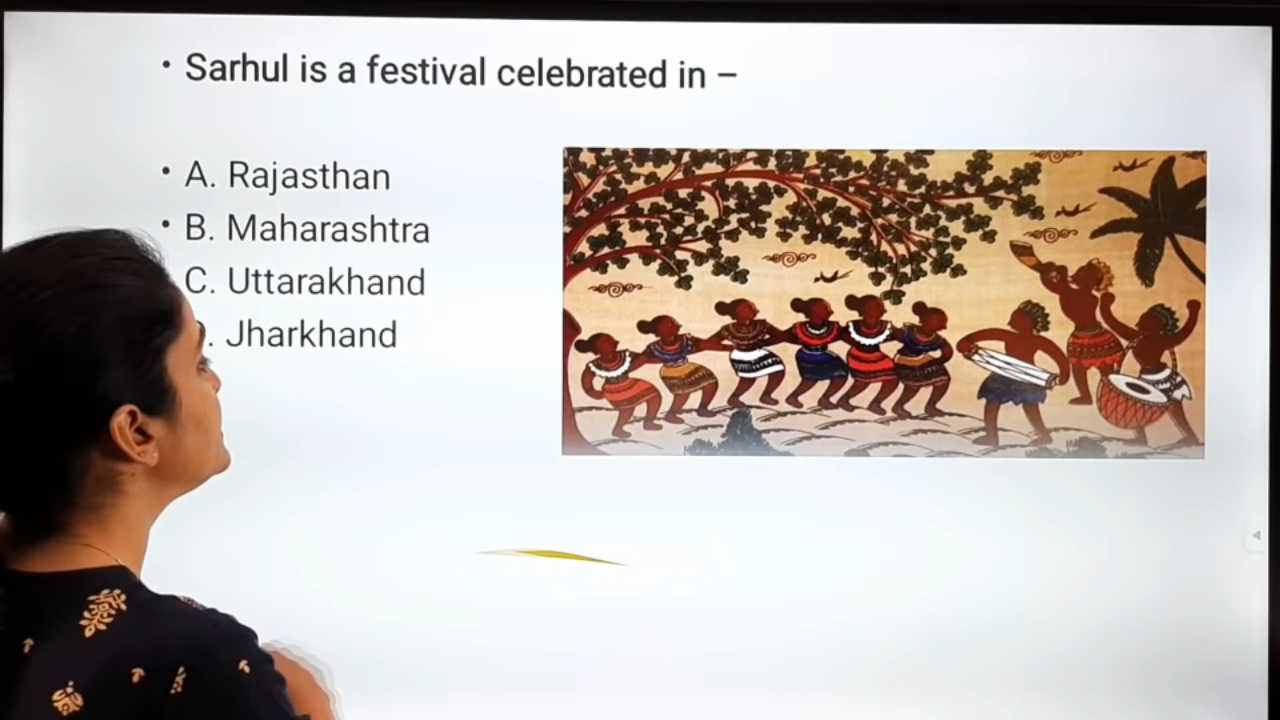 • Sarhul is a festival celebrated in –
• A. Rajasthan
• B. Maharashtra
C. Uttarakhand
. Jharkhand